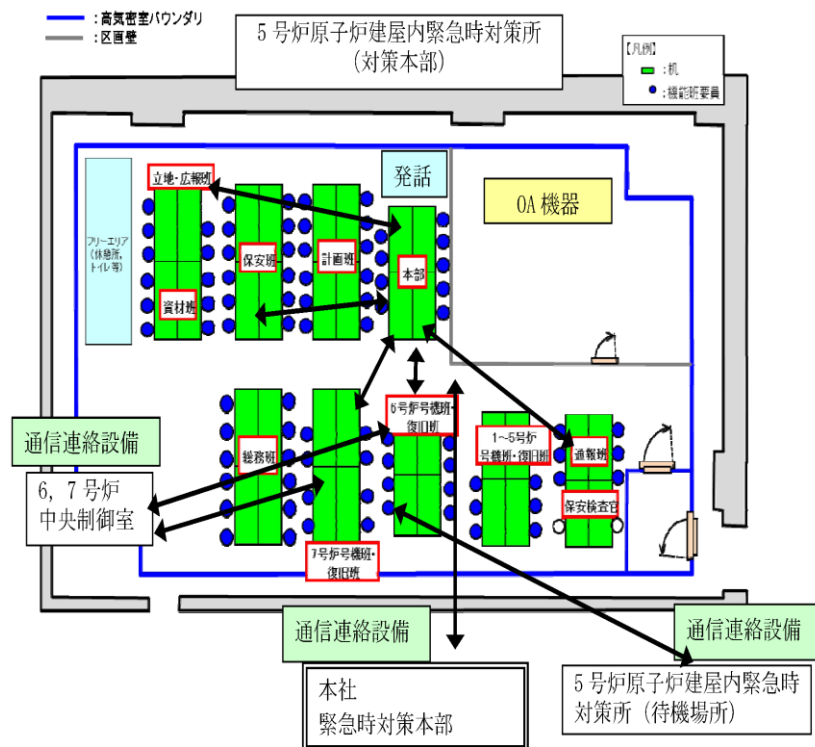 ：高気密室バウンダリ
：区画壁
5号炉原子炉建屋内緊急時対策所
（対策本部）
【凡例】
：机
：機能班要員
立地・広報班
発話
OA 機器
フリーエリア
（休憩所，
トイレ等）
保安班
計画班
本部
資材班
6号炉号機班・
復旧班
1～5号炉
号機班・復旧班
総務班
通報班
通信連絡設備
保安検査官
6, 7 号炉
中央制御室
7号炉号機班・
復旧班
通信連絡設備
通信連絡設備
本社
緊急時対策本部
5号炉原子炉建屋内緊急時
対策所（待機場所）